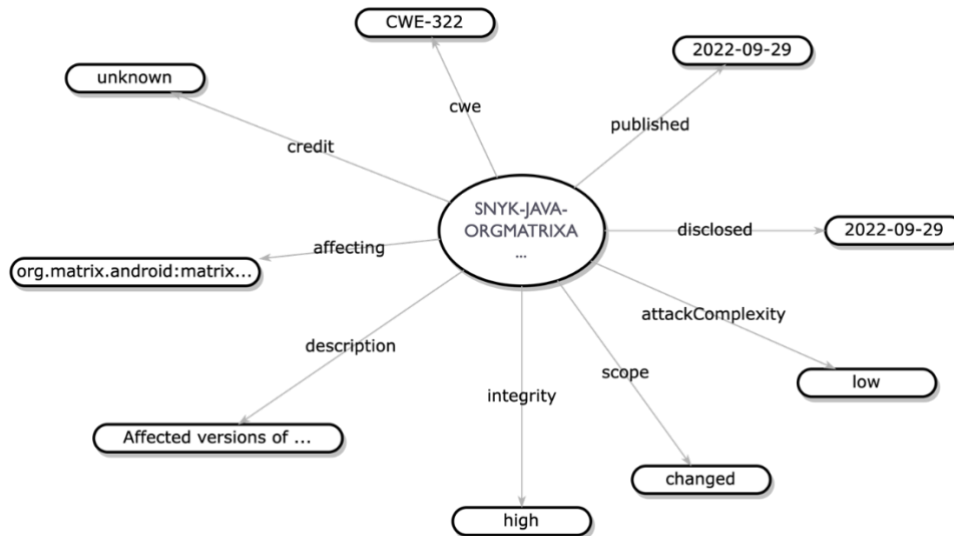 CWE-322
2022-09-29
unknown
cwe
published
credit
SNYK-JAVA-
ORGMATRIXA
...
disclosed
2022-09-29
affecting
org.matrix.android:matrix...
attackComplexity
description
scope
low
integrity
Affected versions of ...
changed
high